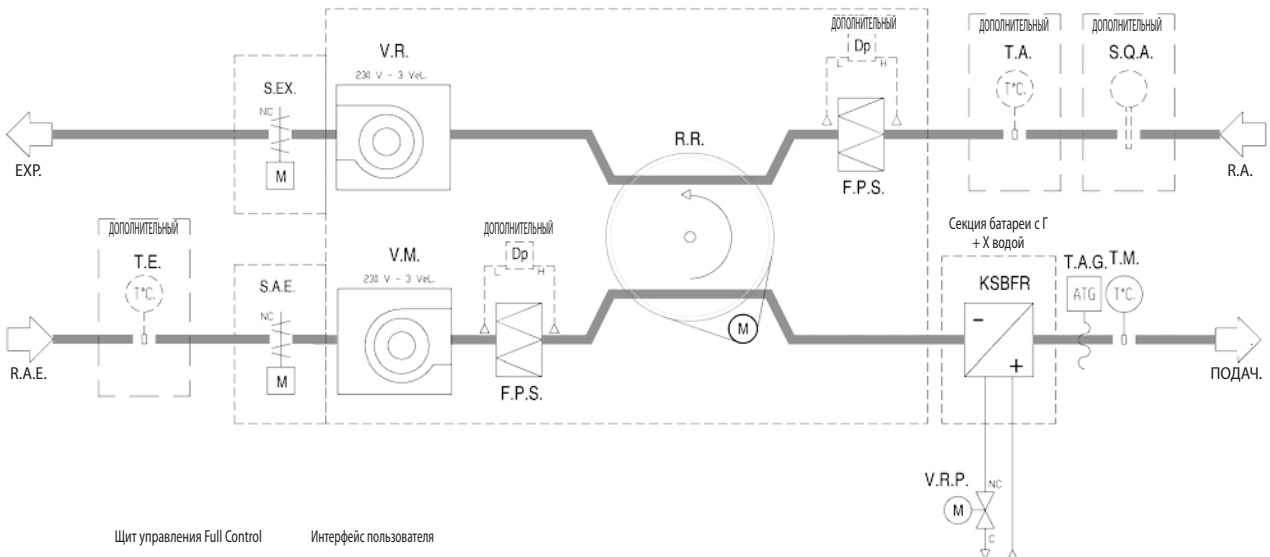 ДОПОЛНИТЕЛЬНЫЙ
ДОПОЛНИТЕЛЬНЫЙ
ДОПОЛНИТЕЛЬНЫЙ
V.R.
230 V - 3 VeL.
Dp
L H
T.A.
T°C.
S.Q.A.
S.EX.
NC
M
EXP.
R.R.
F.P.S.
R.A.
ДОПОЛНИТЕЛЬНЫЙ
T.E.
T°C.
R.A.E.
S.A.E.
NC
M
V.M.
230 V - 3 VeL.
ДОПОЛНИТЕЛЬНЫЙ
Dp
L H
F.P.S.
M
Секция батареи с Г
+ Х водой
KSBFR
- +
T.A.G.
ATG
T.M.
T°C.
ПОДАЧ.
V.R.P.
M
NC
C
Щит управления Full Control
Интерфейс пользователя